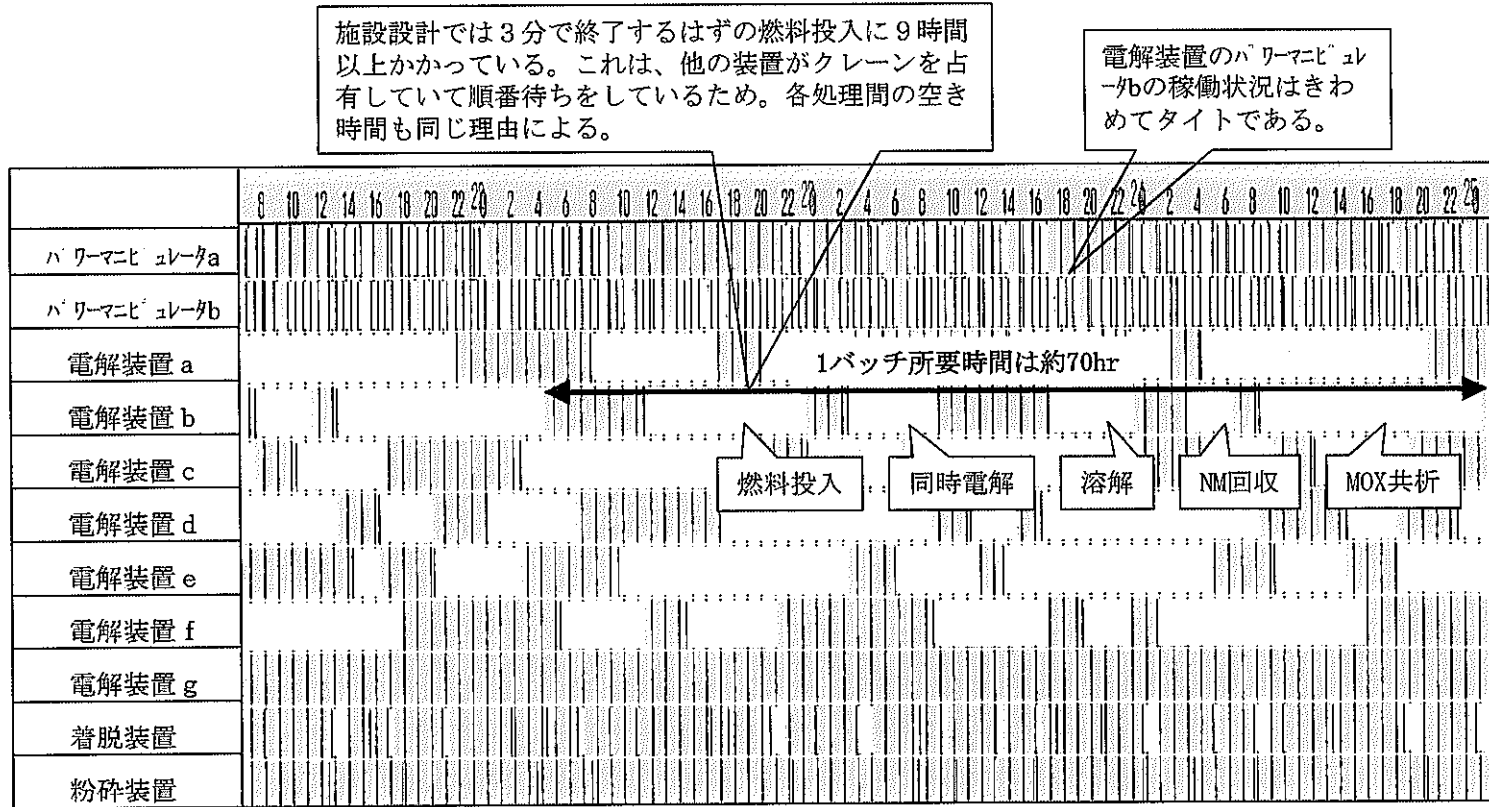 施設設計では３分で終了するはずの燃料投入に９時間
以上かかっている。これは、他の装置がクレーンを占
有していて順番待ちをしているため。各処理間の空き
時間も同じ理由による。
電解装置のﾊﾟﾜｰﾏﾆﾋﾟｭﾚ
ｰﾀbの稼働状況はきわ
めてタイトである。
8 10 12 14 16 18 20 22 23 0 2 4 6 8 10 12 14 16 18 20 22 23 0 2 4 6 8 10 12 14 16 18 20 22 24 0 2 4 6 8 10 12 14 16 18 20 22 25 0
ﾊﾟﾜｰﾏﾆﾋﾟｭﾚｰﾀa
ﾊﾟﾜｰﾏﾆﾋﾟｭﾚｰﾀb
電解装置a
1バッチ所要時間は約70hr
電解装置b
電解装置c
燃料投入
同時電解
溶解
NM回収
MOX共析
電解装置d
電解装置e
電解装置f
電解装置g
着脱装置
粉砕装置